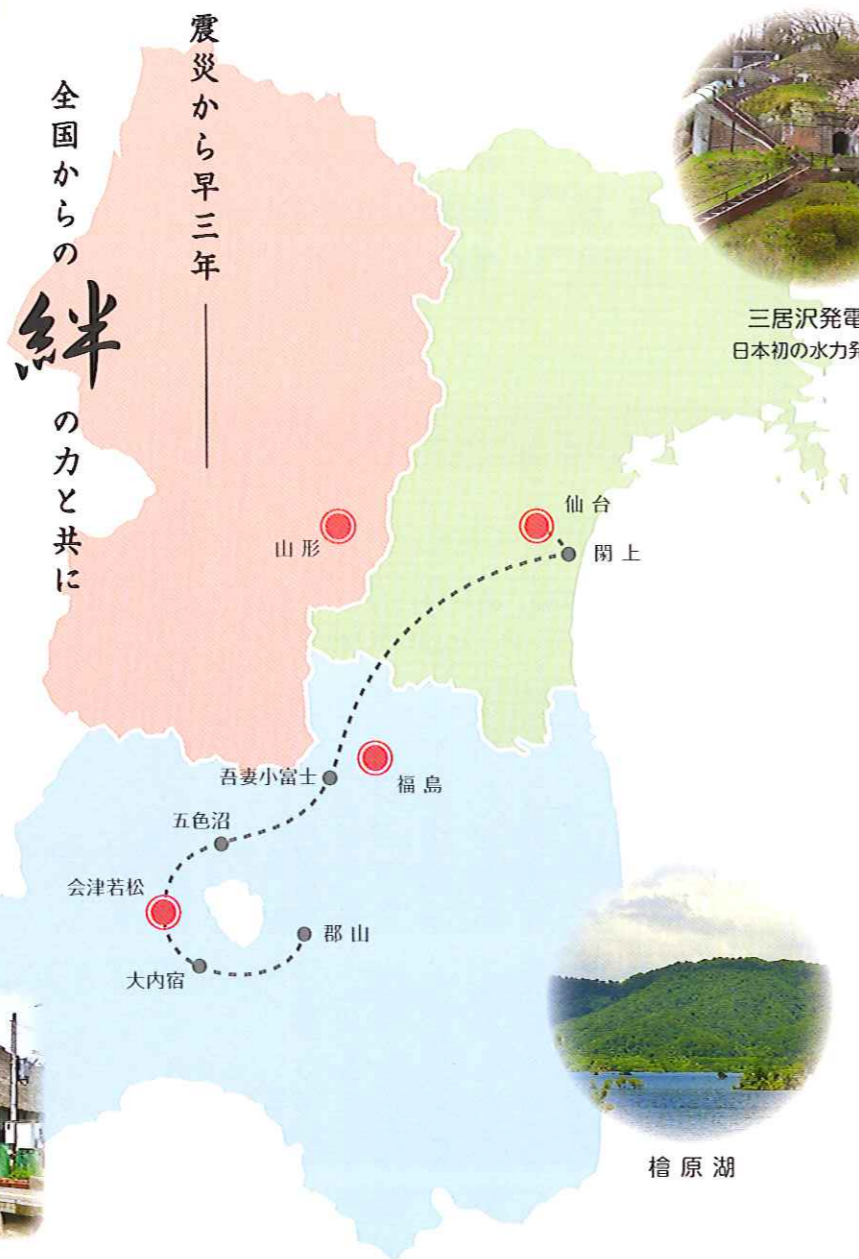 震災から早三年――
全国からの絆の力と共に
三居沢発電
日本初の水力発
仙台
山形
閖上
吾妻小富士
福島
五色沼
会津若松
郡山
大内宿
檜原湖